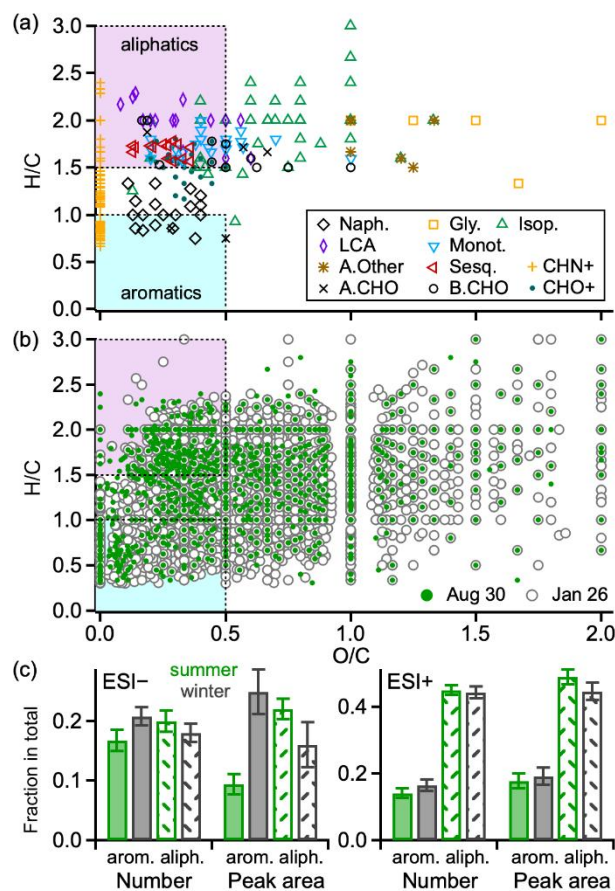 (a)
3.0
2.5
2.0
1.5
1.0
0.5
0.0
H/C
aliphatics
aromatics
Naph. Gly. Isop.
LCA Monot.
A.Other Sesq. CHN+
A.CHO B.CHO CHO+
(b)
3.0
2.5
2.0
1.5
1.0
0.5
0.0
H/C
Aug 30 Jan 26
0.0 0.5 1.0 1.5 2.0
O/C
(c)
ESI− summer
winter
ESI+
Fraction in total
0.2
0.1
0.0
0.4
0.2
0.0
arom. aliph. arom. aliph. arom. aliph. arom. aliph.
Number Peak area Number Peak area